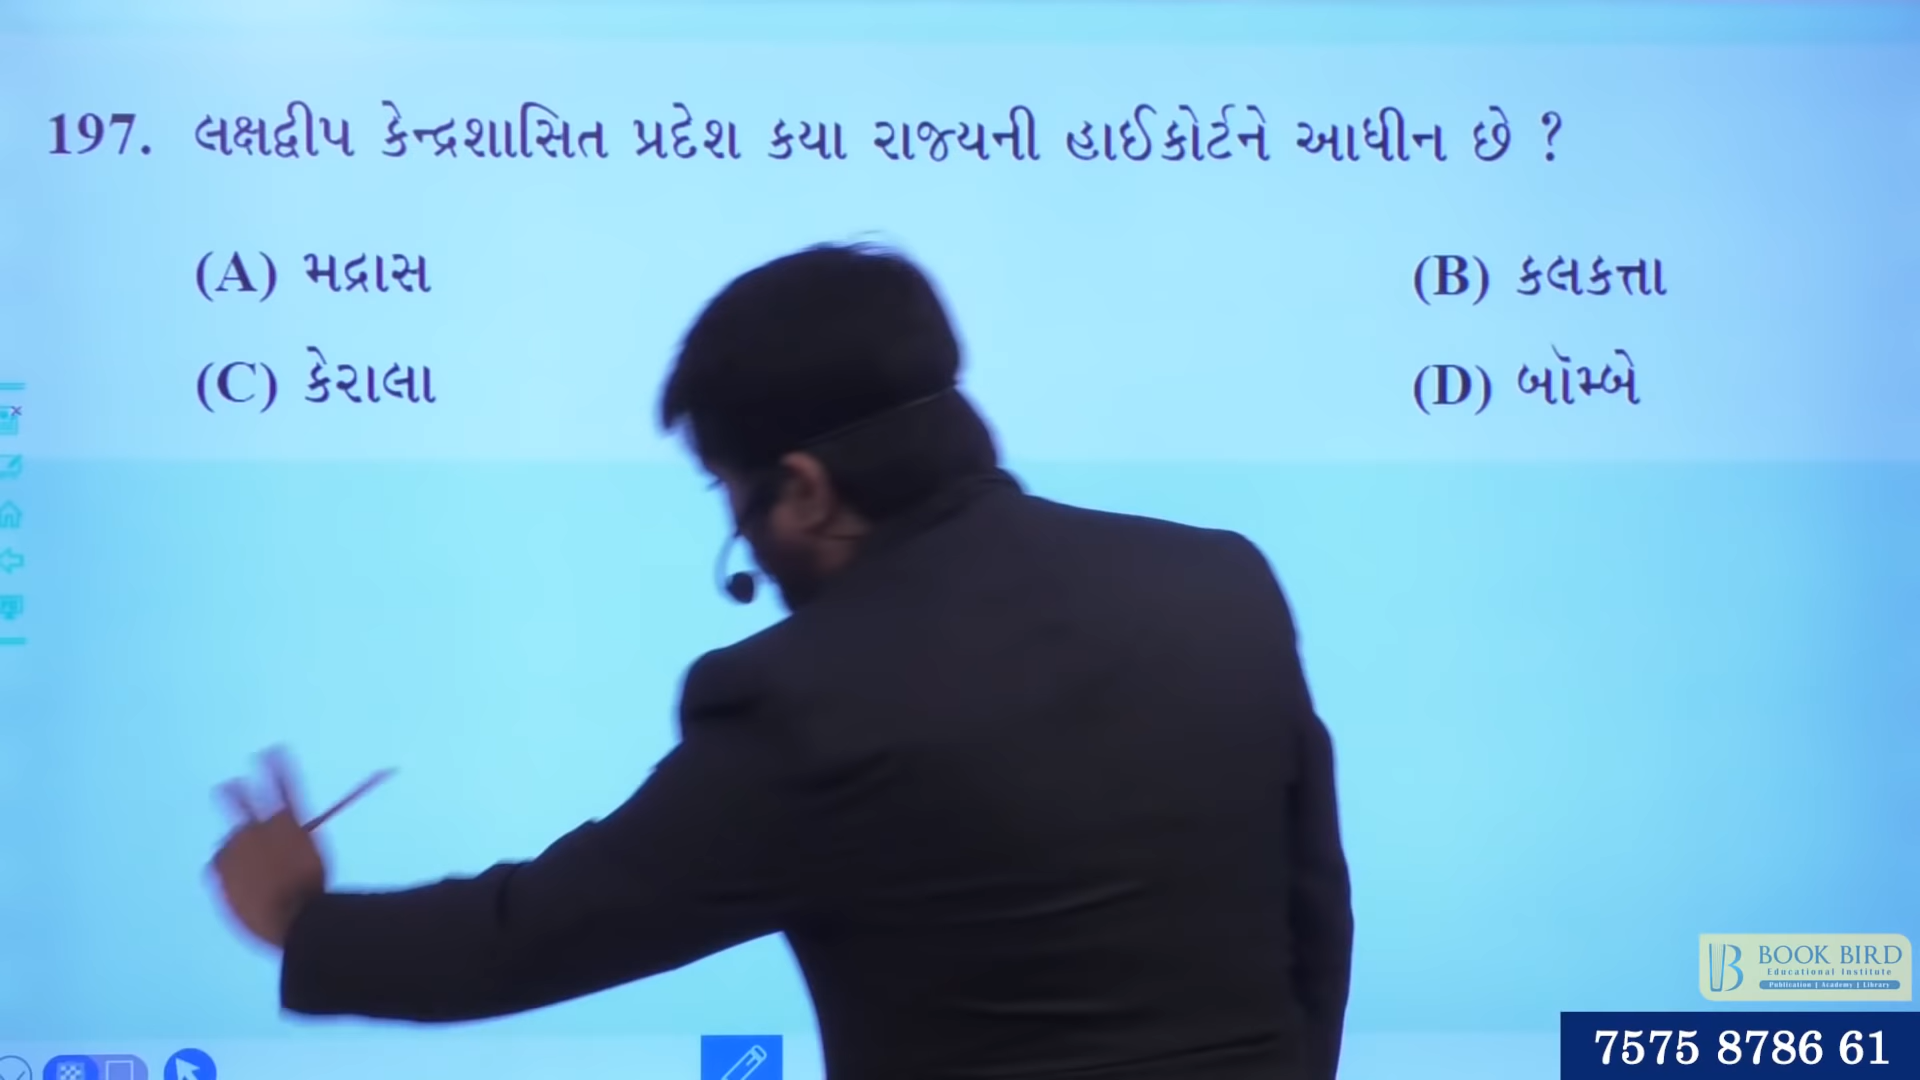 197. લક્ષદ્વીપ કેન્દ્રશાસિત પ્રદેશ કયા રાજ્યની હાઈકોર્ટને આધીન છે ?
(A) મદ્રાસ
(B) કલકત્તા
(C) કેરાલા
(D) બૉમ્બે
BOOK BIRD
Educational Institute
Publication | Academy | Library
7575 8786 61